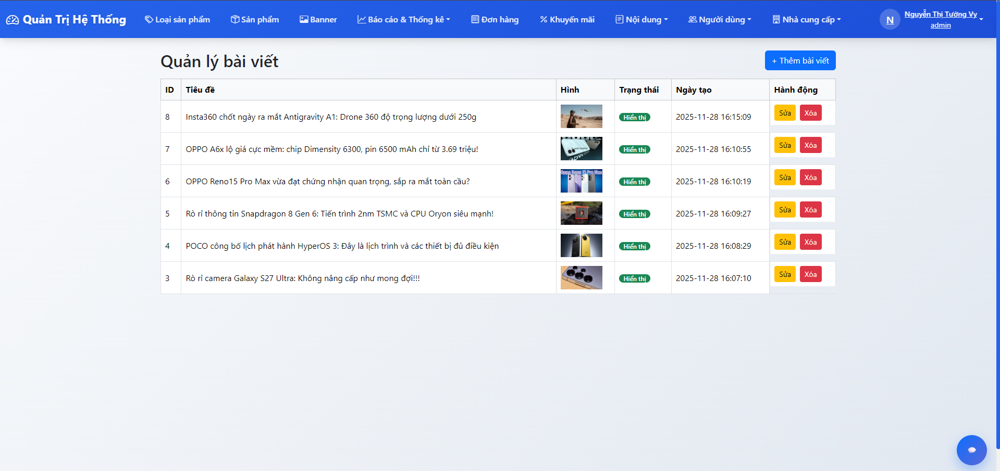 Quản Trị Hệ Thống Loại sản phẩm Sản phẩm Banner Báo cáo & Thống kê Đơn hàng Khuyến mãi Nội dung Người dùng Nhà cung cấp N Nguyễn Thị Tường Vy
admin
Quản lý bài viết + Thêm bài viết
ID Tiêu đề Hình Trạng thái Ngày tạo Hành động
8 Insta360 chốt ngày ra mắt Antigravity A1: Drone 360 độ trọng lượng dưới 250g Hiển thị 2025-11-28 16:15:09 Sửa Xóa
7 OPPO A6x lộ giá cực mềm: chip Dimensity 6300, pin 6500 mAh chỉ từ 3.69 triệu! Hiển thị 2025-11-28 16:10:55 Sửa Xóa
6 OPPO Reno15 Pro Max vừa đạt chứng nhận quan trọng, sắp ra mắt toàn cầu? Oppo Reno 15 Pro Max Hiển thị 2025-11-28 16:10:19 Sửa Xóa
5 Rò rỉ thông tin Snapdragon 8 Gen 6: Tiến trình 2nm TSMC và CPU Oryon siêu mạnh! Hiển thị 2025-11-28 16:09:27 Sửa Xóa
4 POCO công bố lịch phát hành HyperOS 3: Đây là lịch trình và các thiết bị đủ điều kiện Hiển thị 2025-11-28 16:08:29 Sửa Xóa
3 Rò rỉ camera Galaxy S27 Ultra: Không nâng cấp như mong đợi!!! Hiển thị 2025-11-28 16:07:10 Sửa Xóa